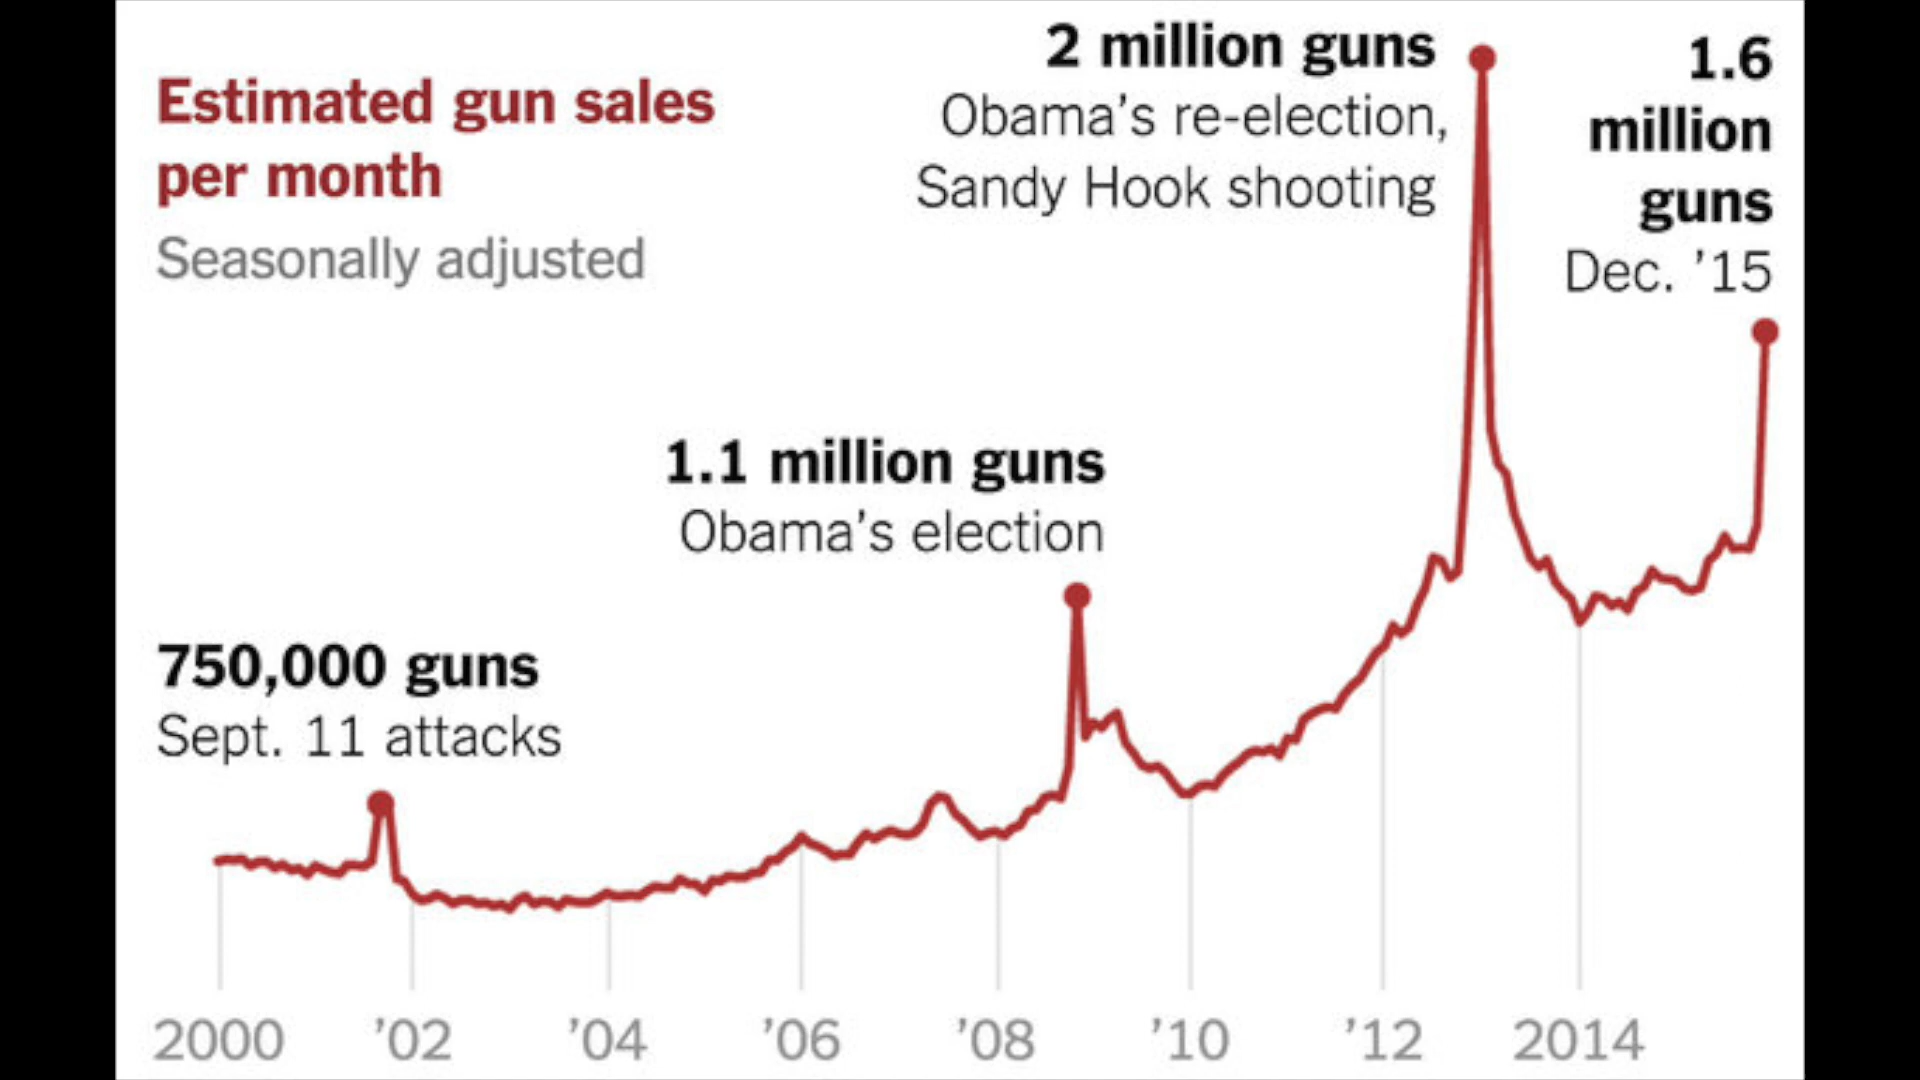 Estimated gun sales
per month
Seasonally adjusted
2 million guns
Obama’s re-election,
Sandy Hook shooting
1.6
million
guns
Dec. ’15
1.1 million guns
Obama’s election
750,000 guns
Sept. 11 attacks
2000 ’02 ’04 ’06 ’08 ’10 ’12 2014